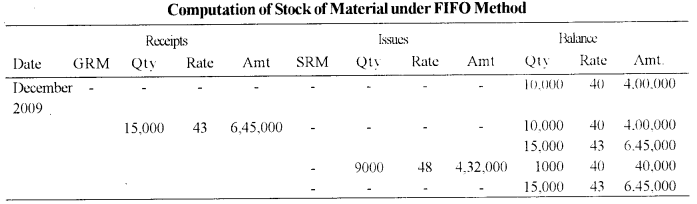 Computation of Stock of Material under FIFO Method
Receipts Issues Balance
Date GRM Qty Rate Amt SRM Qty Rate Amt Qty Rate Amt.
December - - - - - - - - 10,000 40 4,00,000
2009
15,000 43 6,45,000 - - - - 10,000 40 4,00,000
15,000 43 6,45,000
- 9000 48 4,32,000 1000 40 40,000
- - - - 15,000 43 6,45,000